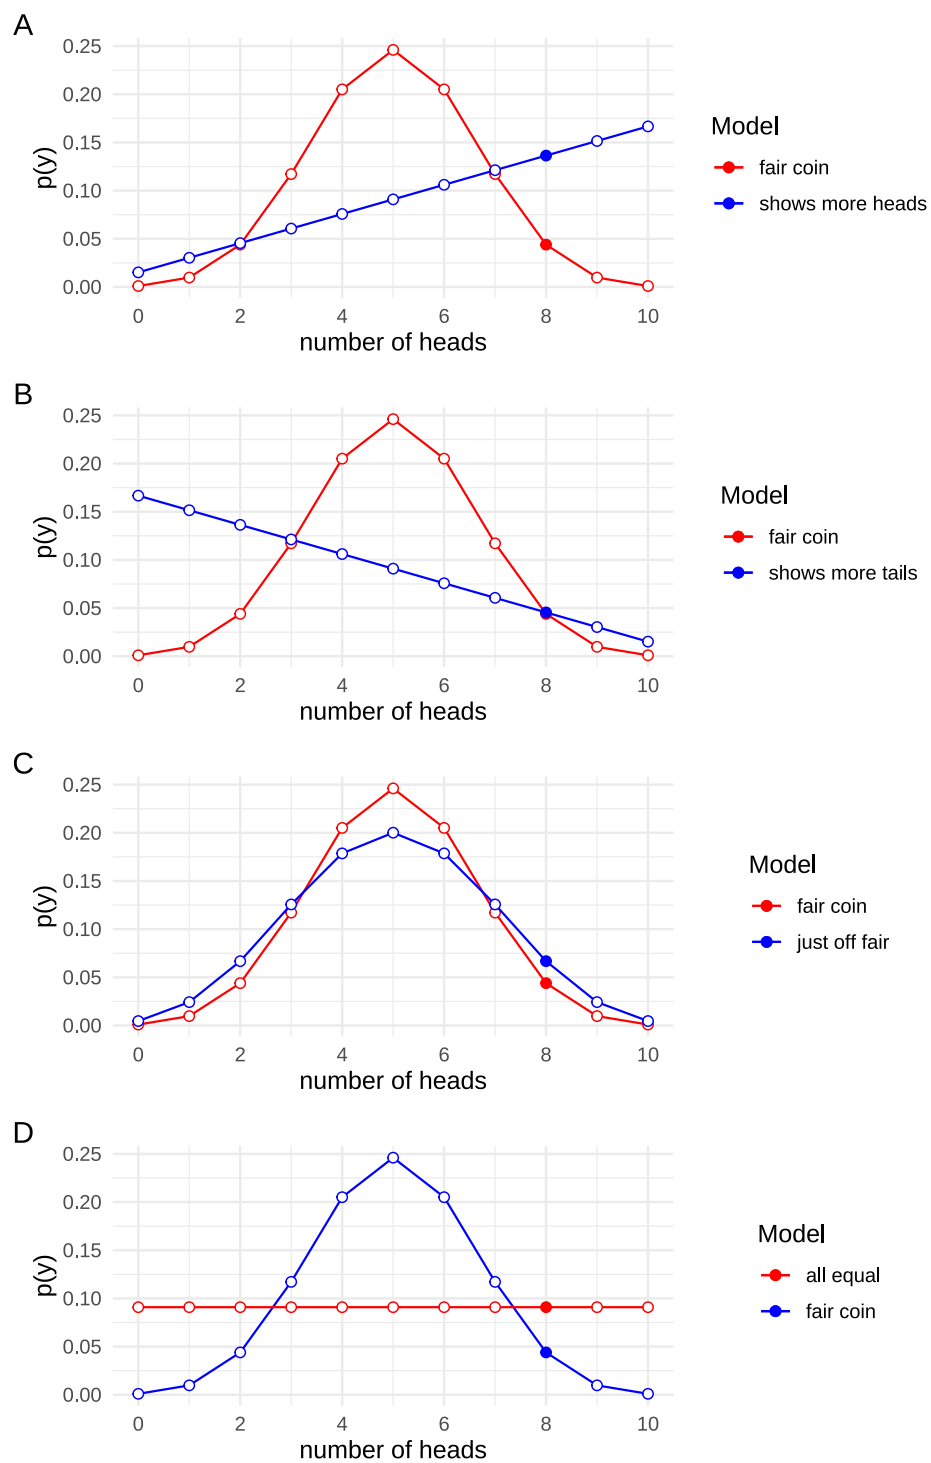 A
0.25
0.20
0.15
0.10
0.05
0.00
p(y)
0 2 4 6 8 10
number of heads
Model
fair coin
shows more heads
B
0.25
0.20
0.15
0.10
0.05
0.00
p(y)
0 2 4 6 8 10
number of heads
Model
fair coin
shows more tails
C
0.25
0.20
0.15
0.10
0.05
0.00
p(y)
0 2 4 6 8 10
number of heads
Model
fair coin
just off fair
D
0.25
0.20
0.15
0.10
0.05
0.00
p(y)
0 2 4 6 8 10
number of heads
Model
all equal
fair coin